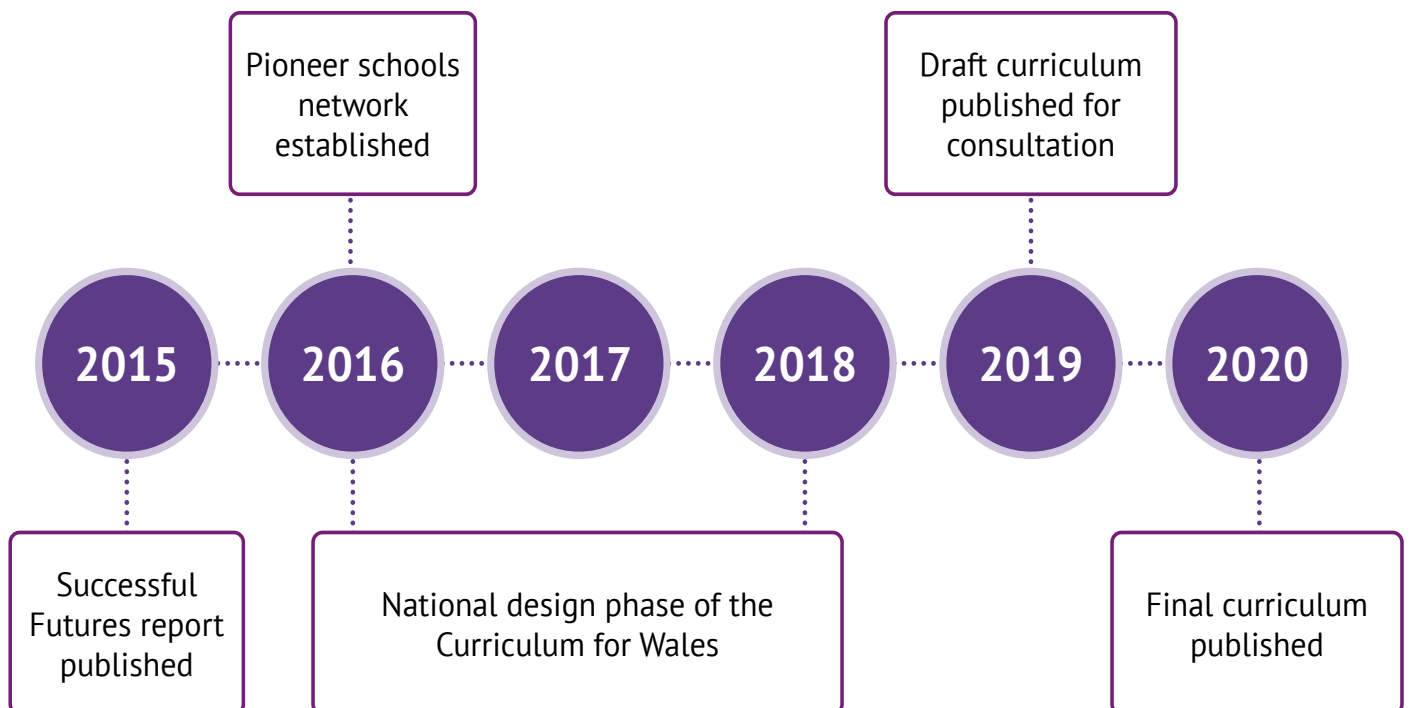 Pioneer schools
network
established
Draft curriculum
published for
consultation
2015
2016
2017
2018
2019
2020
Successful
Futures report
published
National design phase of the
Curriculum for Wales
Final curriculum
published